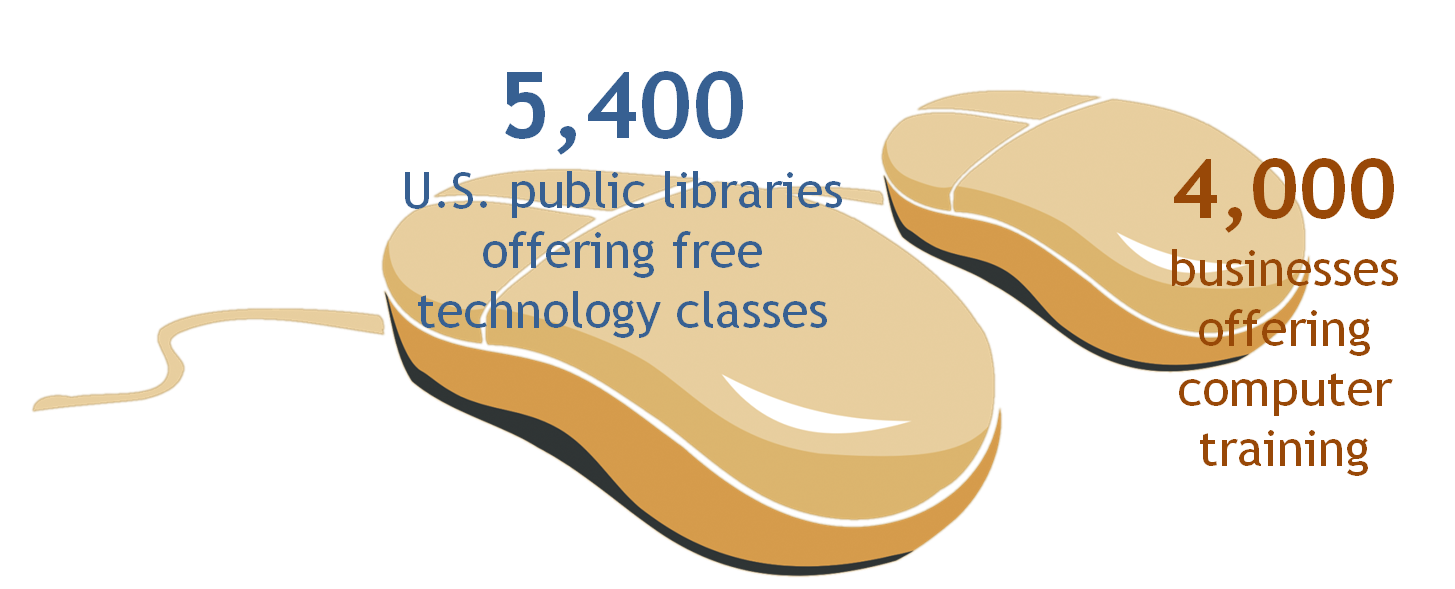 5,400
U.S. public libraries
offering free
technology classes
4,000
businesses
offering
computer
training